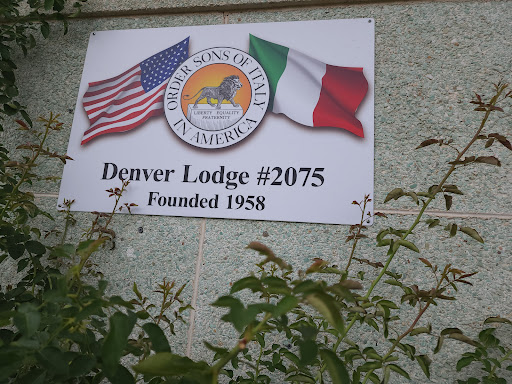 ORDER SONS OF ITALY
IN AMERICA
LIBERTY EQUALITY
FRATERNITY
Denver Lodge #2075
Founded 1958